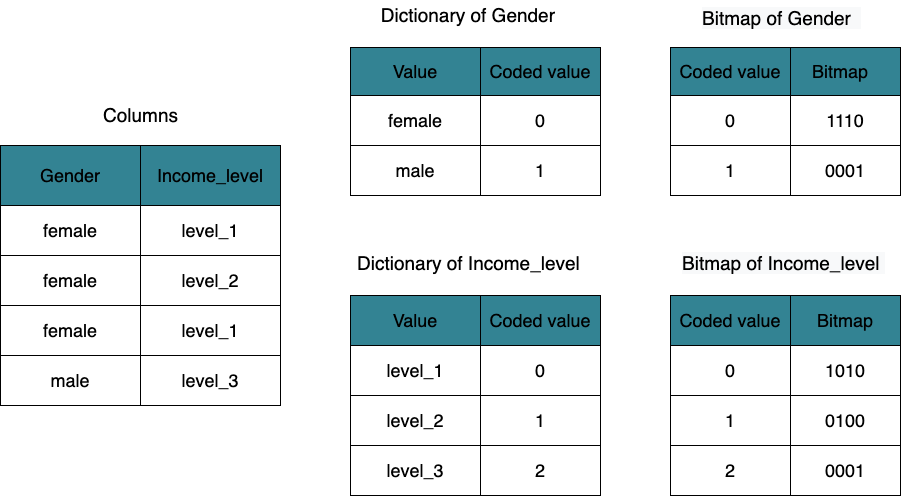 Columns
Gender Income_level
female level_1
female level_2
female level_1
male level_3
Dictionary of Gender
Value Coded value
female 0
male 1
Bitmap of Gender
Coded value Bitmap
0 1110
1 0001
Dictionary of Income_level
Value Coded value
level_1 0
level_2 1
level_3 2
Bitmap of Income_level
Coded value Bitmap
0 1010
1 0100
2 0001